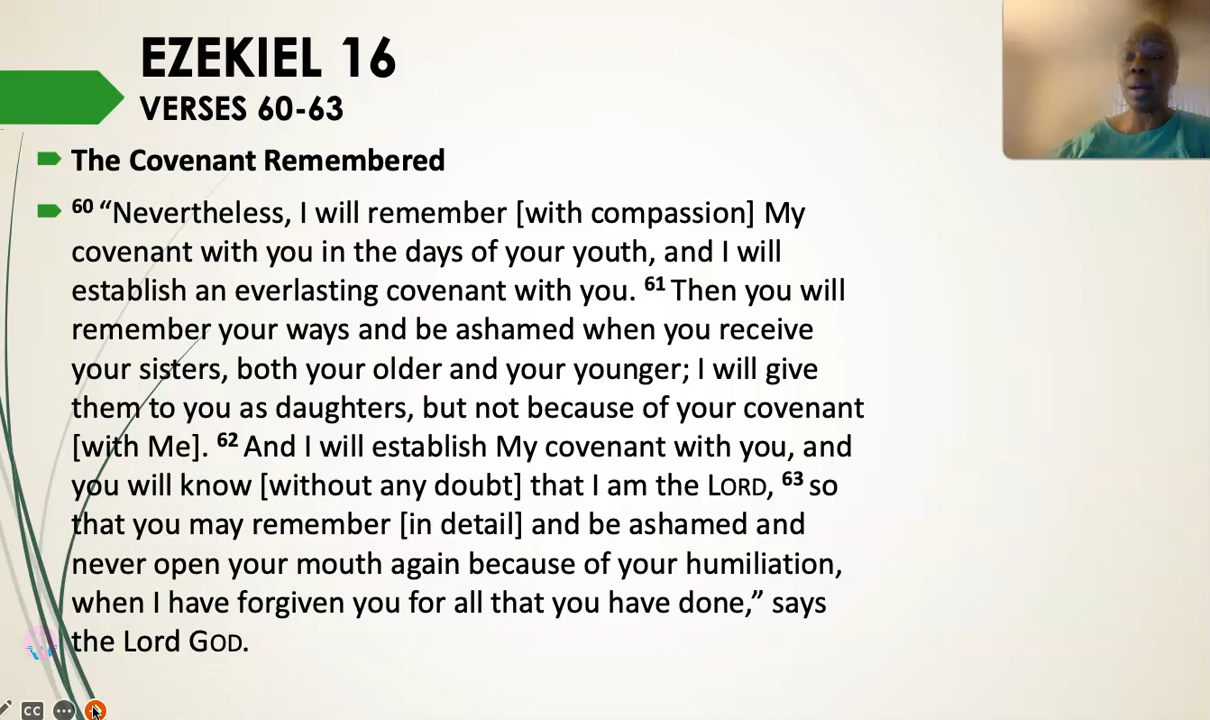 EZEKIEL 16
VERSES 60-63
The Covenant Remembered
60 “Nevertheless, I will remember [with compassion] My
covenant with you in the days of your youth, and I will
establish an everlasting covenant with you. 61 Then you will
remember your ways and be ashamed when you receive
your sisters, both your older and your younger; I will give
them to you as daughters, but not because of your covenant
[with Me]. 62 And I will establish My covenant with you, and
you will know [without any doubt] that I am the LORD, 63 so
that you may remember [in detail] and be ashamed and
never open your mouth again because of your humiliation,
when I have forgiven you for all that you have done,” says
the Lord GOD.
CC